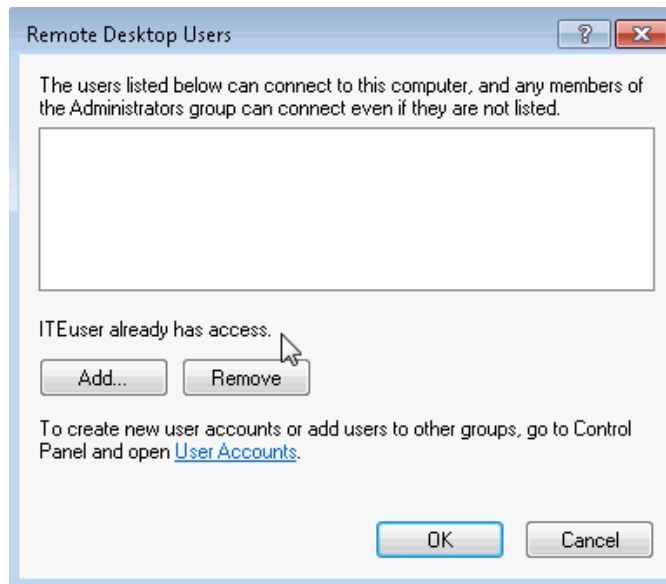 Remote Desktop Users
The users listed below can connect to this computer, and any members of
the Administrators group can connect even if they are not listed.
ITEuser already has access.
Add... Remove
To create new user accounts or add users to other groups, go to Control
Panel and open User Accounts.
OK Cancel